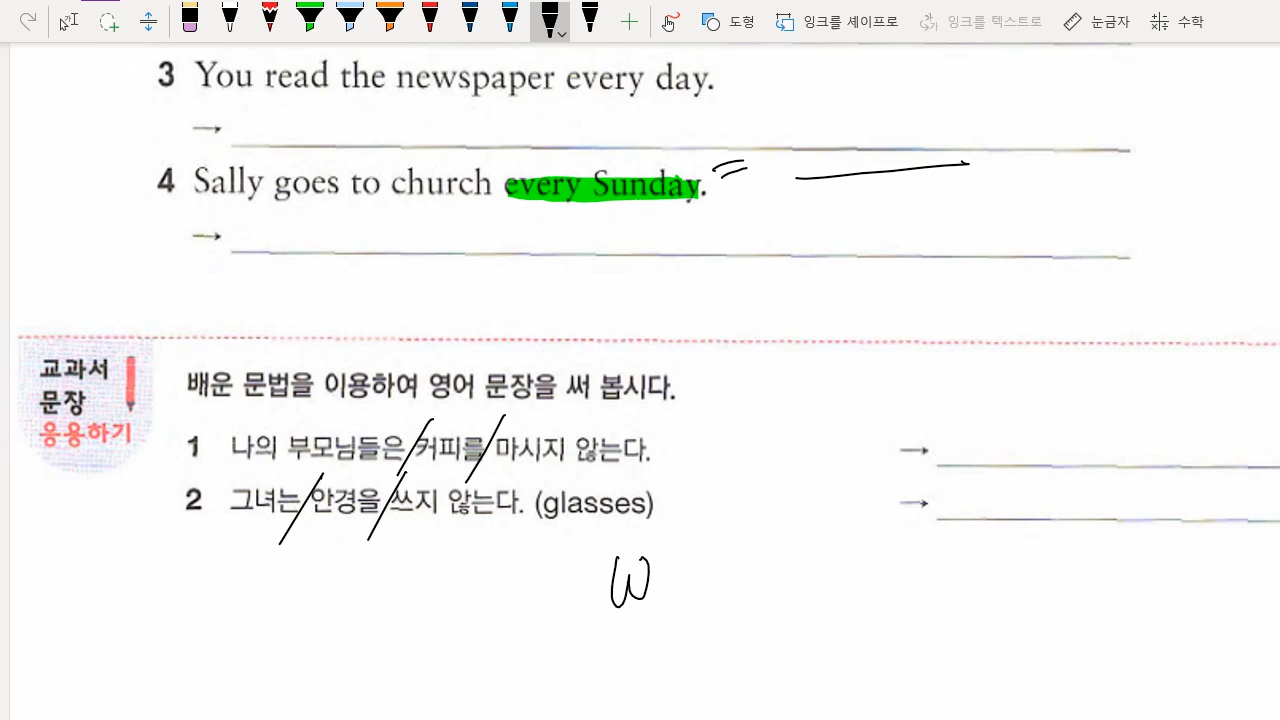 도형 잉크를 셰이프로 잉크를 텍스트로 눈금자 수학
3 You read the newspaper every day.
→
4 Sally goes to church every Sunday.
→
교과서
문장
응용하기
배운 문법을 이용하여 영어 문장을 써 봅시다.
1 나의 부모님들은 커피를 마시지 않는다. →
2 그녀는 안경을 쓰지 않는다. (glasses) →
w